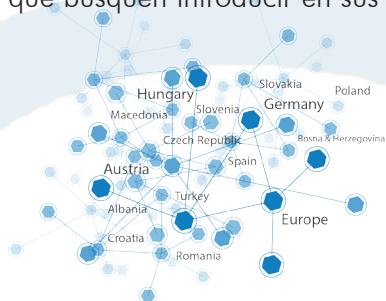 que busquen introducir en sus
Slovakia
Poland
Hungary
Germany
Slovenia
Macedonia
Bosna & Herzegovina
Czech Republic
Spain
Austria
Turkey
Albania
Europe
Croatia
Romania